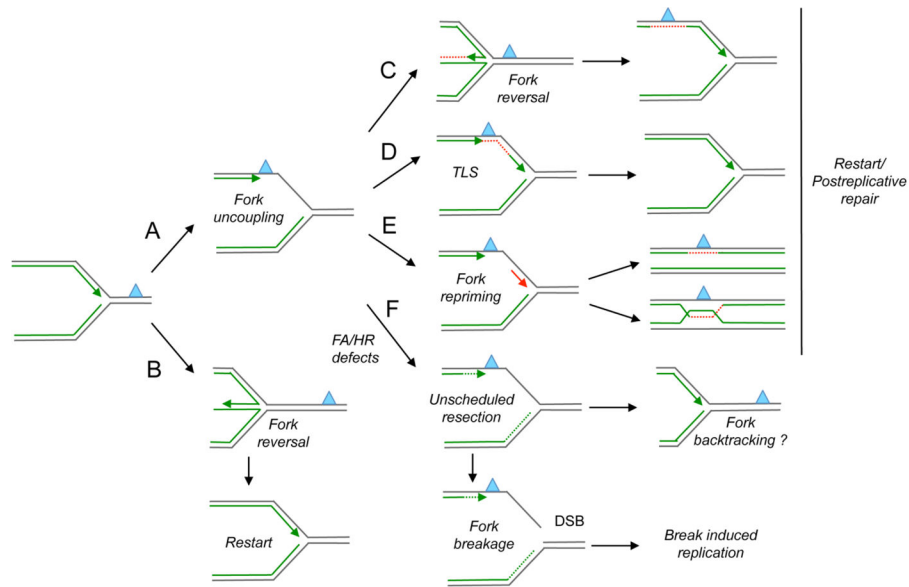 C
Fork
reversal
D
TLS
Restart/
Postreplicative
repair
Fork
uncoupling
A
E
Fork
repriming
B
F
FA/HR
defects
Unscheduled
resection
Fork
backtracking ?
Fork
reversal
Restart
Fork
breakage
DSB
Break induced
replication